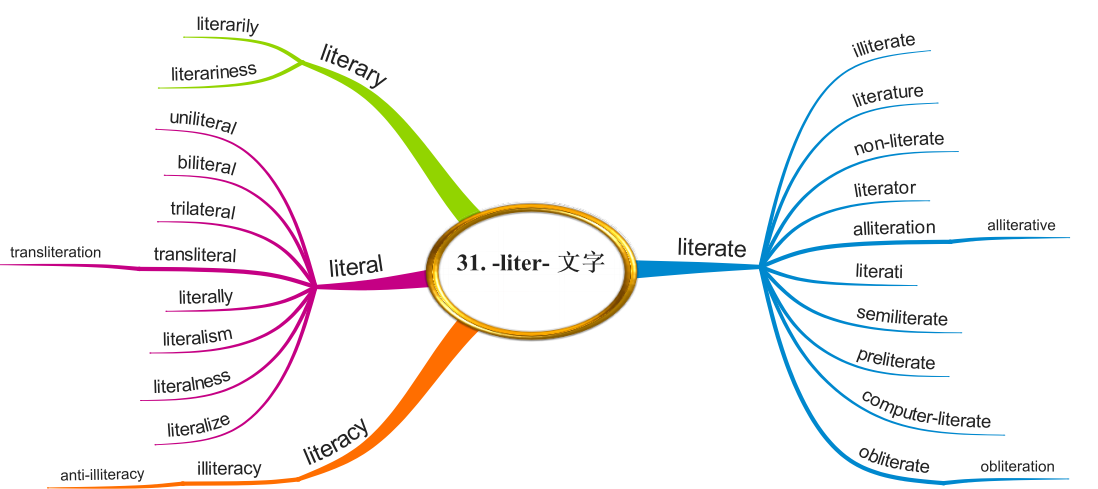 31. -liter- 文字
literary
literarily
literariness
literal
uniliteral
biliteral
trilateral
transliteral
transliteration
literally
literalism
literalness
literalize
literacy
illiteracy
anti-illiteracy
literate
illiterate
literature
non-literate
literator
alliteration
alliterative
literati
semiliterate
preliterate
computer-literate
obliterate
obliteration